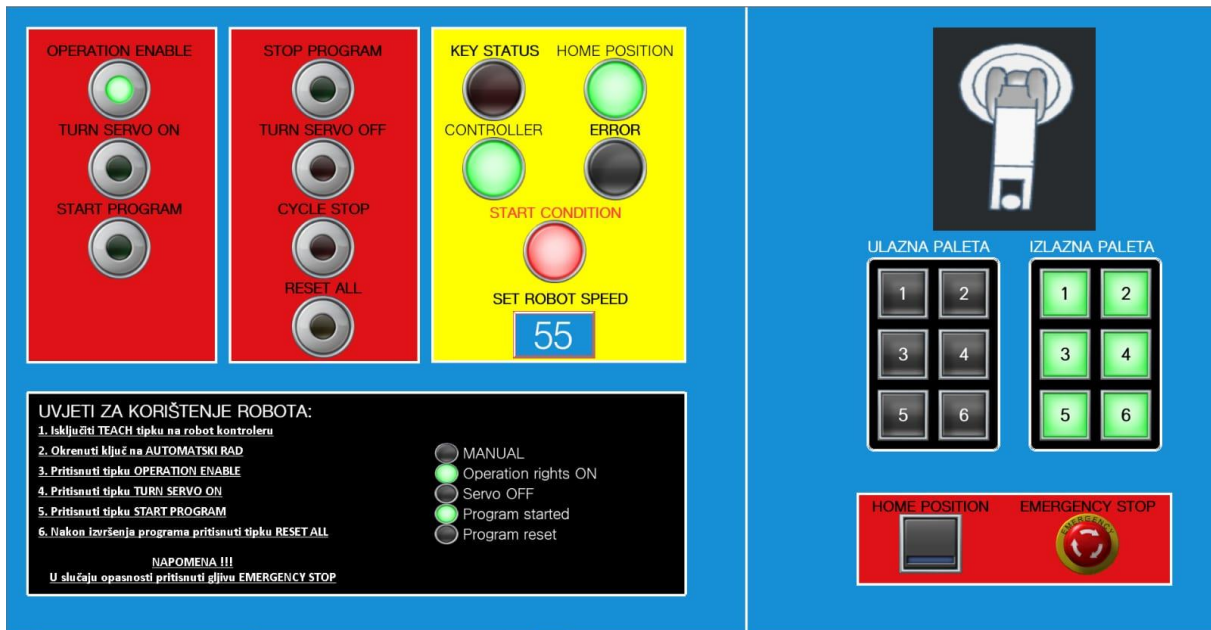 OPERATION ENABLE
TURN SERVO ON
START PROGRAM
STOP PROGRAM
TURN SERVO OFF
CYCLE STOP
RESET ALL
KEY STATUS HOME POSITION
CONTROLLER ERROR
START CONDITION
SET ROBOT SPEED
55
UVJETI ZA KORIŠTENJE ROBOTA:
1. Isključiti TEACH tipku na robot kontroleru
2. Okrenuti ključ na AUTOMATSKI RAD
3. Pritisnuti tipku OPERATION ENABLE
4. Pritisnuti tipku TURN SERVO ON
5. Pritisnuti tipku START PROGRAM
6. Nakon izvršenja programa pritisnuti tipku RESET ALL
NAPOMENA !!!
U slučaju opasnosti pritisnuti gljivu EMERGENCY STOP
MANUAL
Operation rights ON
Servo OFF
Program started
Program reset
ULAZNA PALETA
1 2
3 4
5 6
IZLAZNA PALETA
1 2
3 4
5 6
HOME POSITION EMERGENCY STOP
EMERGENCY